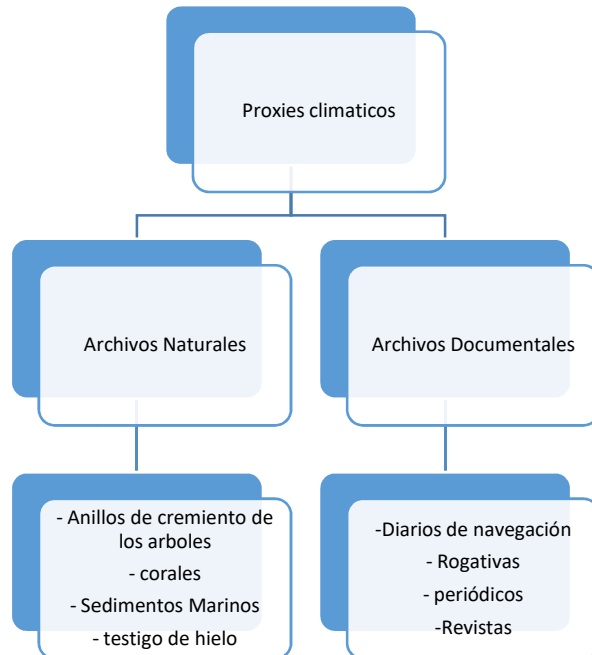 Proxies climaticos
Archivos Naturales
Archivos Documentales
- Anillos de cremiento de
los arboles
- corales
- Sedimentos Marinos
- testigo de hielo
-Diarios de navegación
- Rogativas
- periódicos
-Revistas